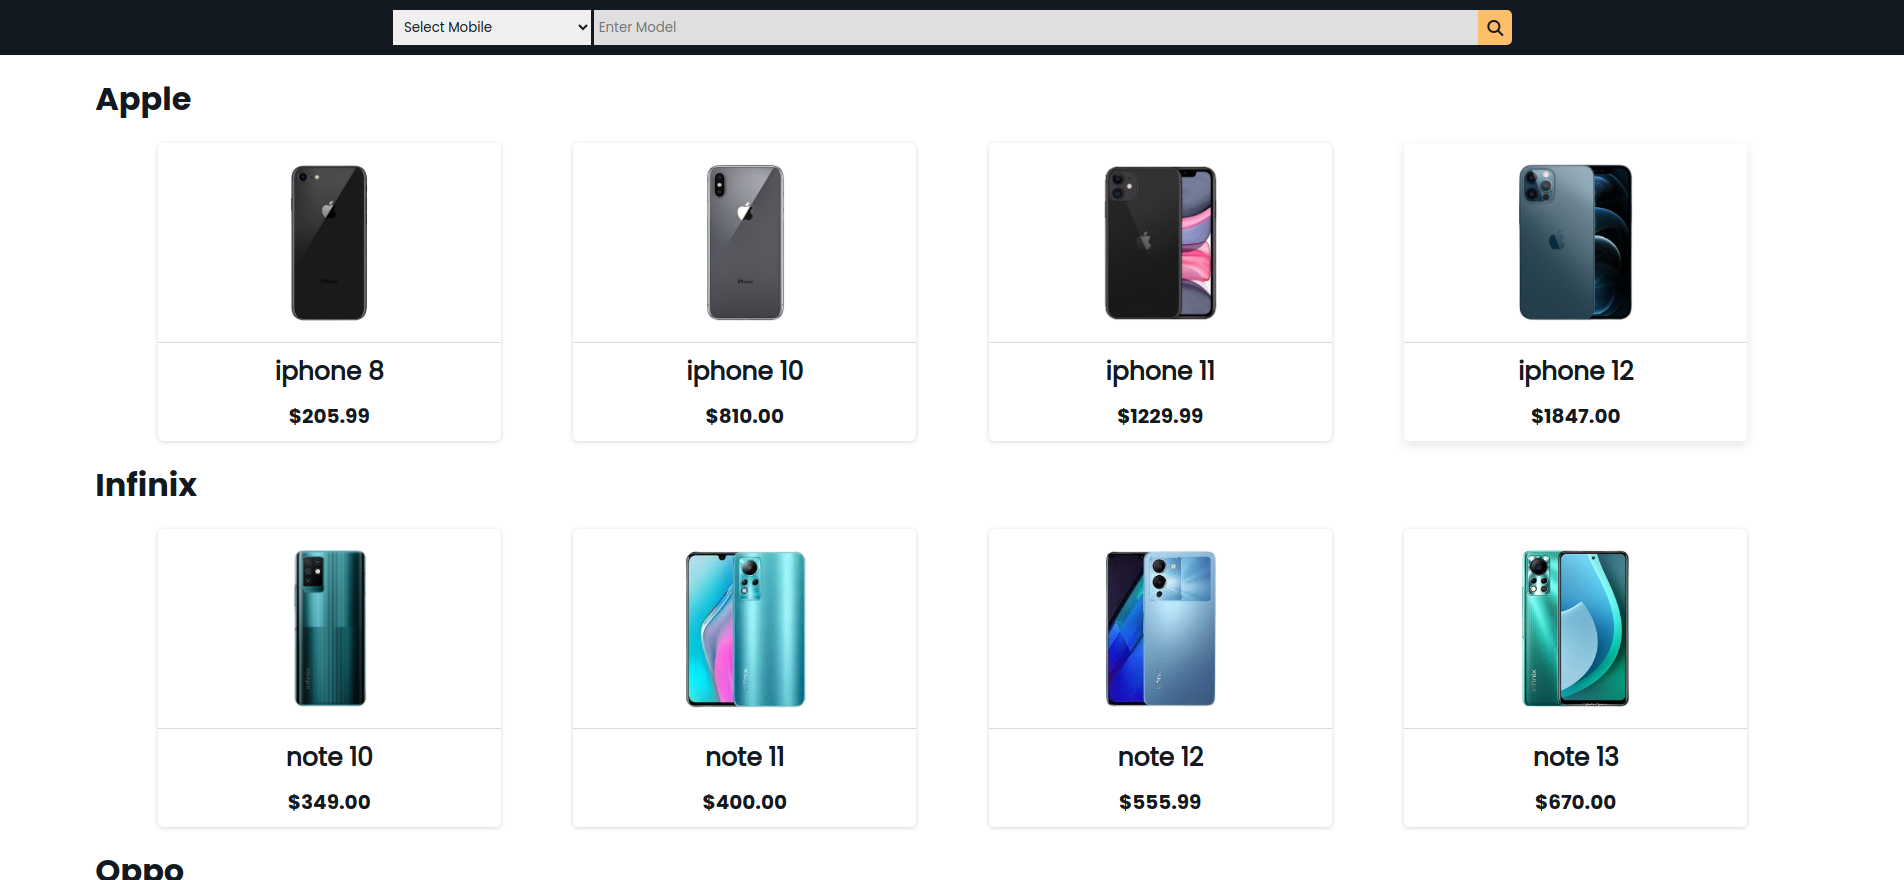 Select Mobile
Enter Model
Apple
iphone 8
$205.99
iphone 10
$810.00
iphone 11
$1229.99
iphone 12
$1847.00
Infinix
note 10
$349.00
note 11
$400.00
note 12
$555.99
note 13
$670.00
Oppo